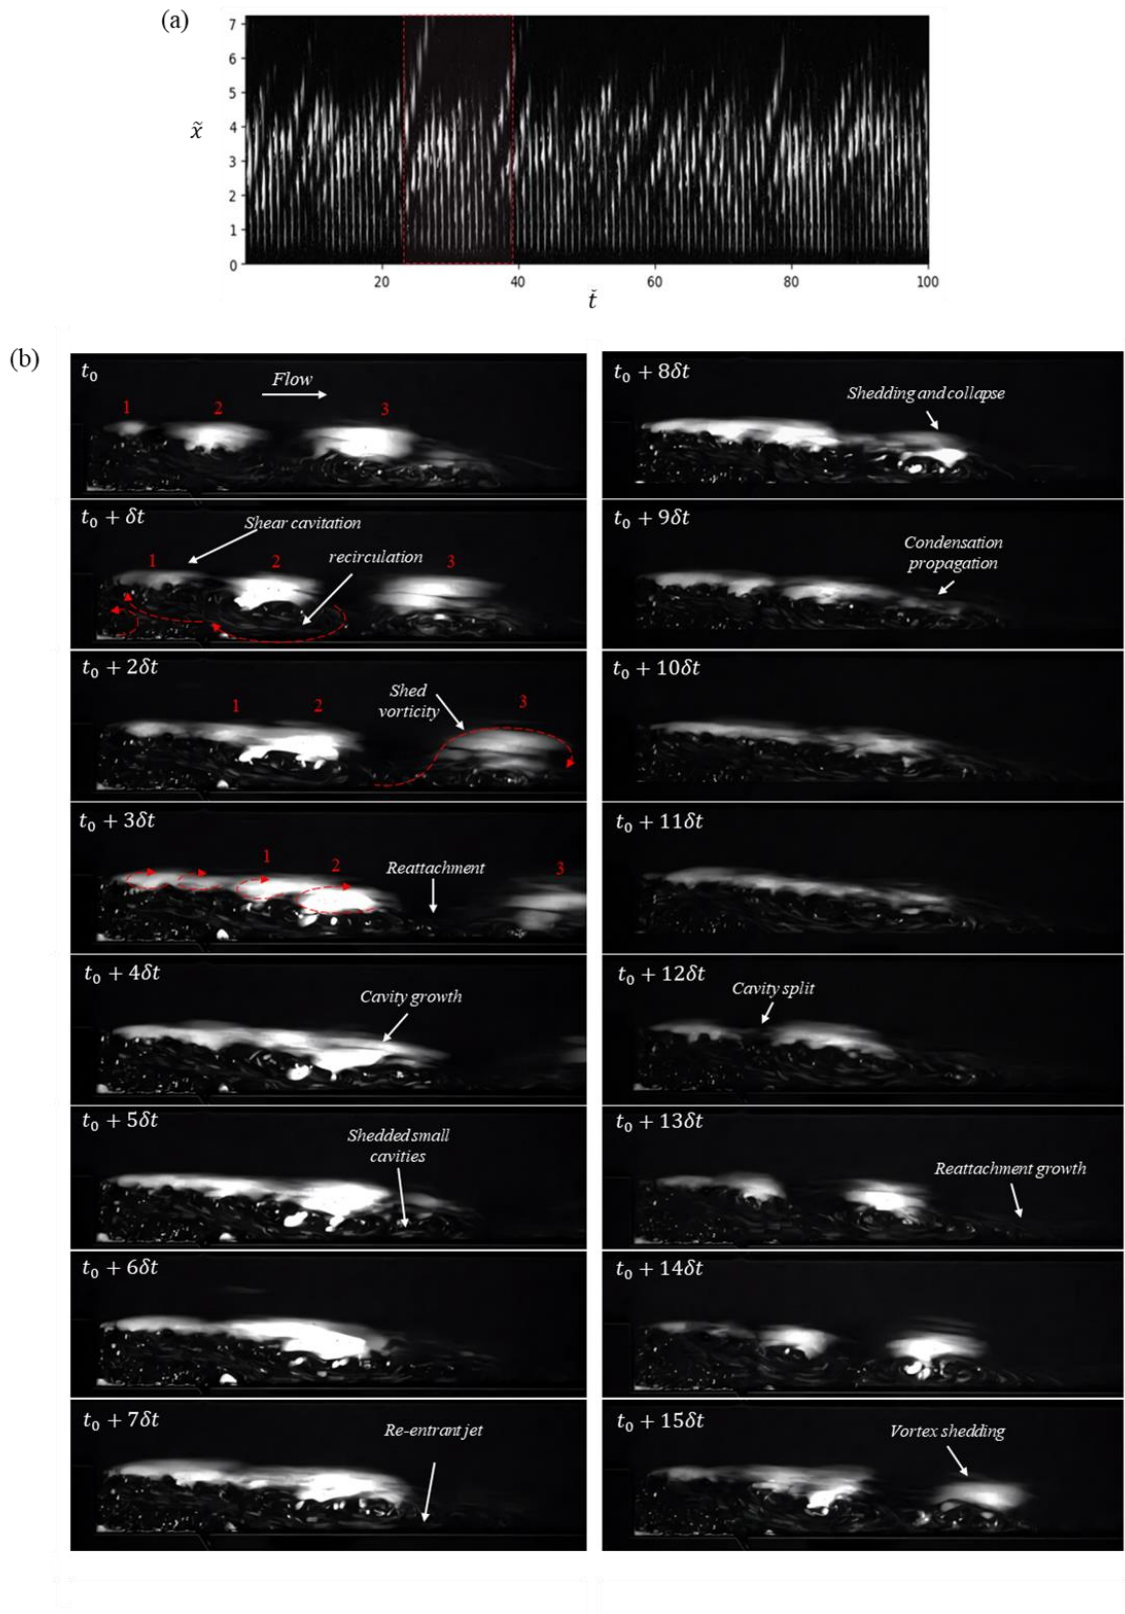 (a)
7
6
5
4
3
2
1
0
x̃
20
40
60
80
100
ť
(b)
t₀
Flow
1
2
3
t₀ + δt
Shear cavitation
recirculation
1
2
3
t₀ + 2δt
Shed
vorticity
1
2
3
t₀ + 3δt
1
2
Reattachment
3
t₀ + 4δt
Cavity growth
t₀ + 5δt
Shedded small
cavities
t₀ + 6δt
t₀ + 7δt
Re-entrant jet
t₀ + 8δt
Shedding and collapse
t₀ + 9δt
Condensation
propagation
t₀ + 10δt
t₀ + 11δt
t₀ + 12δt
Cavity split
t₀ + 13δt
Reattachment growth
t₀ + 14δt
t₀ + 15δt
Vortex shedding